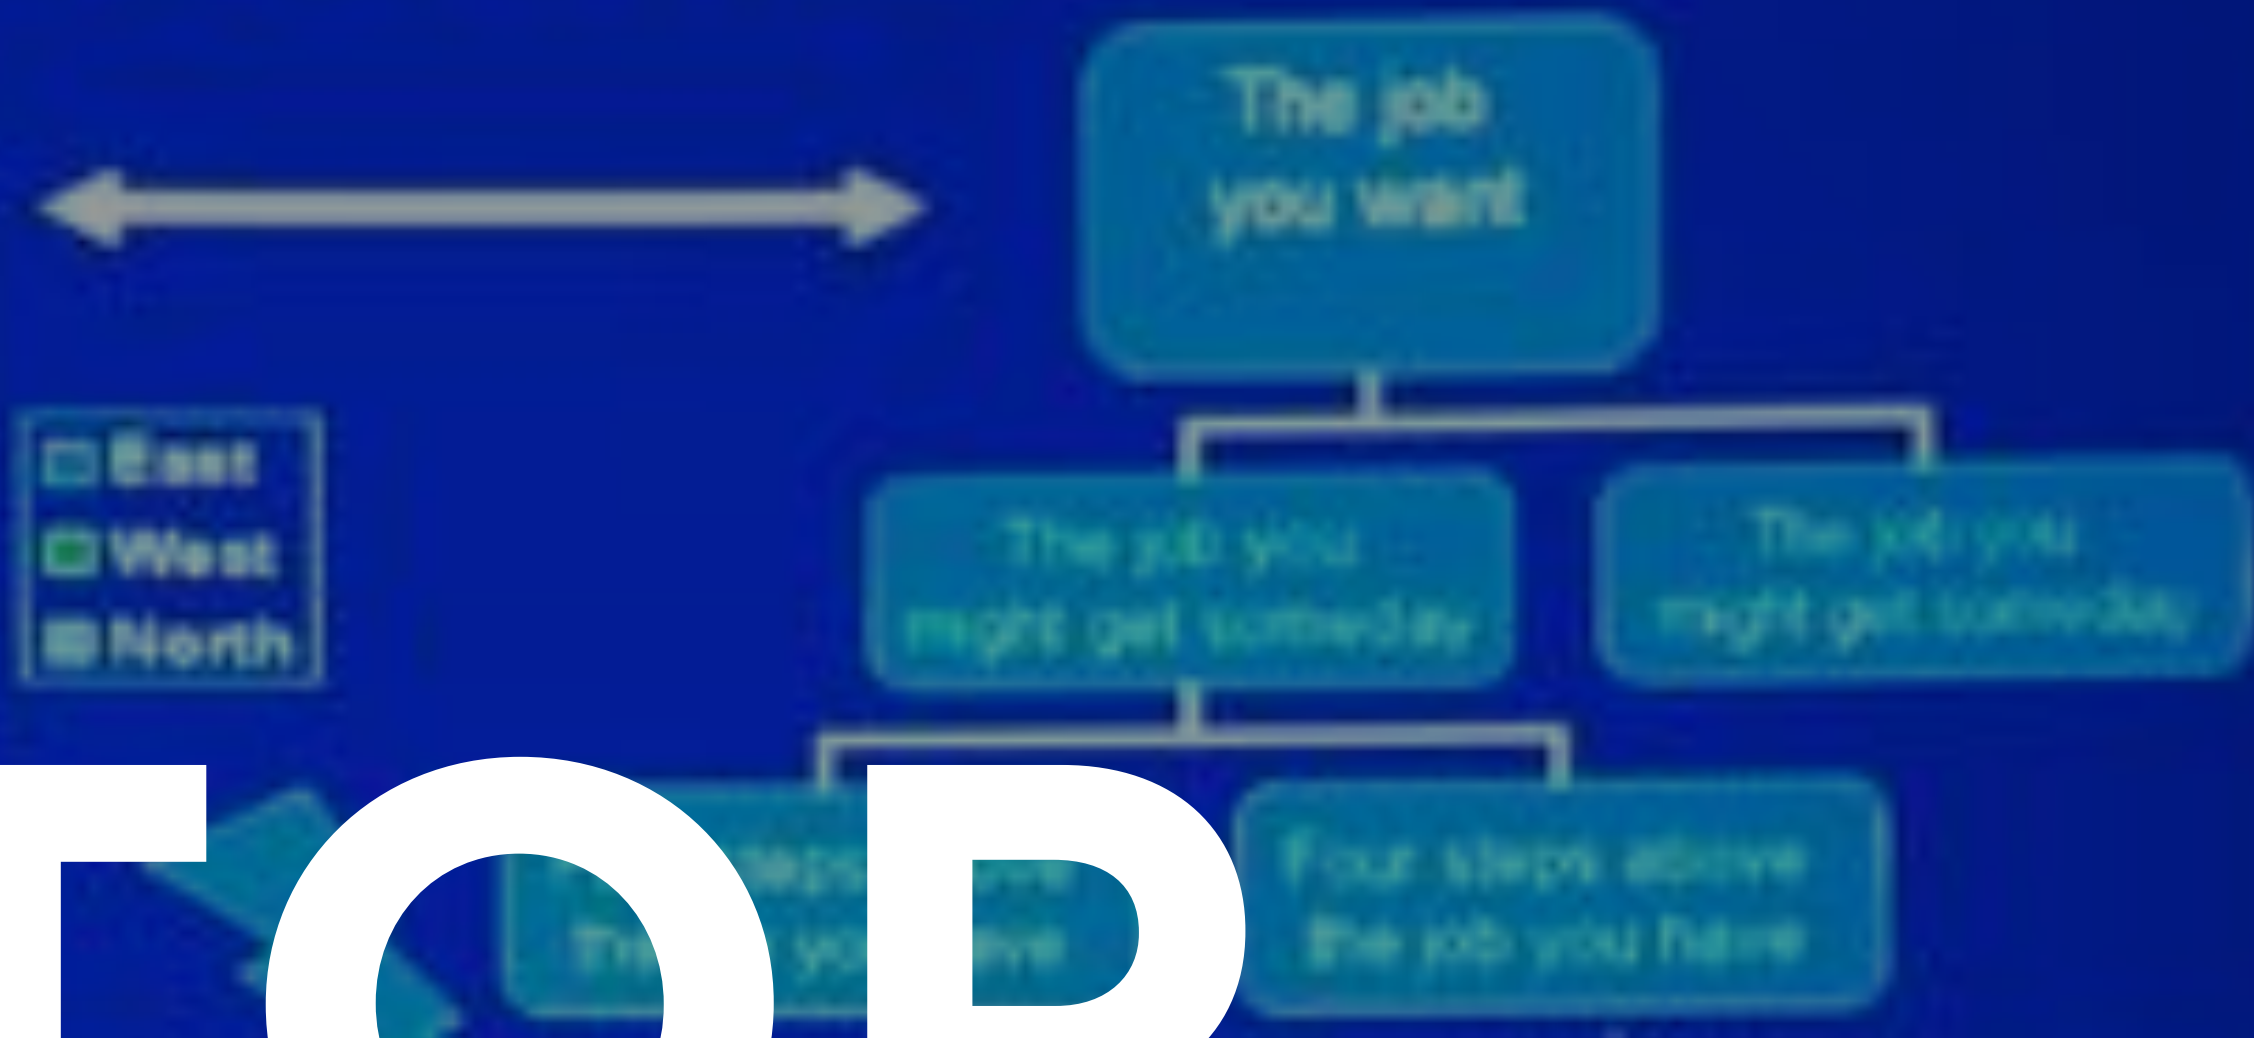 The job
you want
East
West
North
The job you
might get someday
The job you
might get someday
Four steps above
the job you have